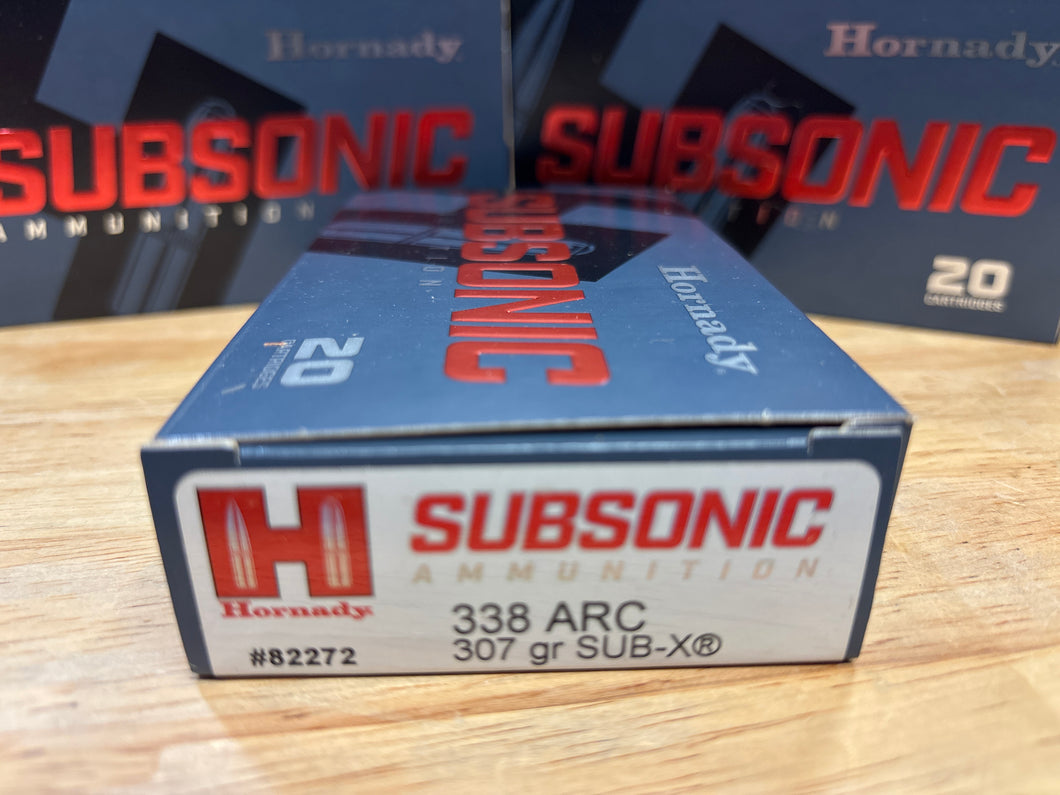 Hornady
SUBSONIC
AMMUNITION
Hornady
SUBSONIC
20
CARTRIDGES
Hornady
SUBSONIC
20
CARTRIDGES
H
Hornady
#82272
SUBSONIC
AMMUNITION
338 ARC
307 gr SUB-X®